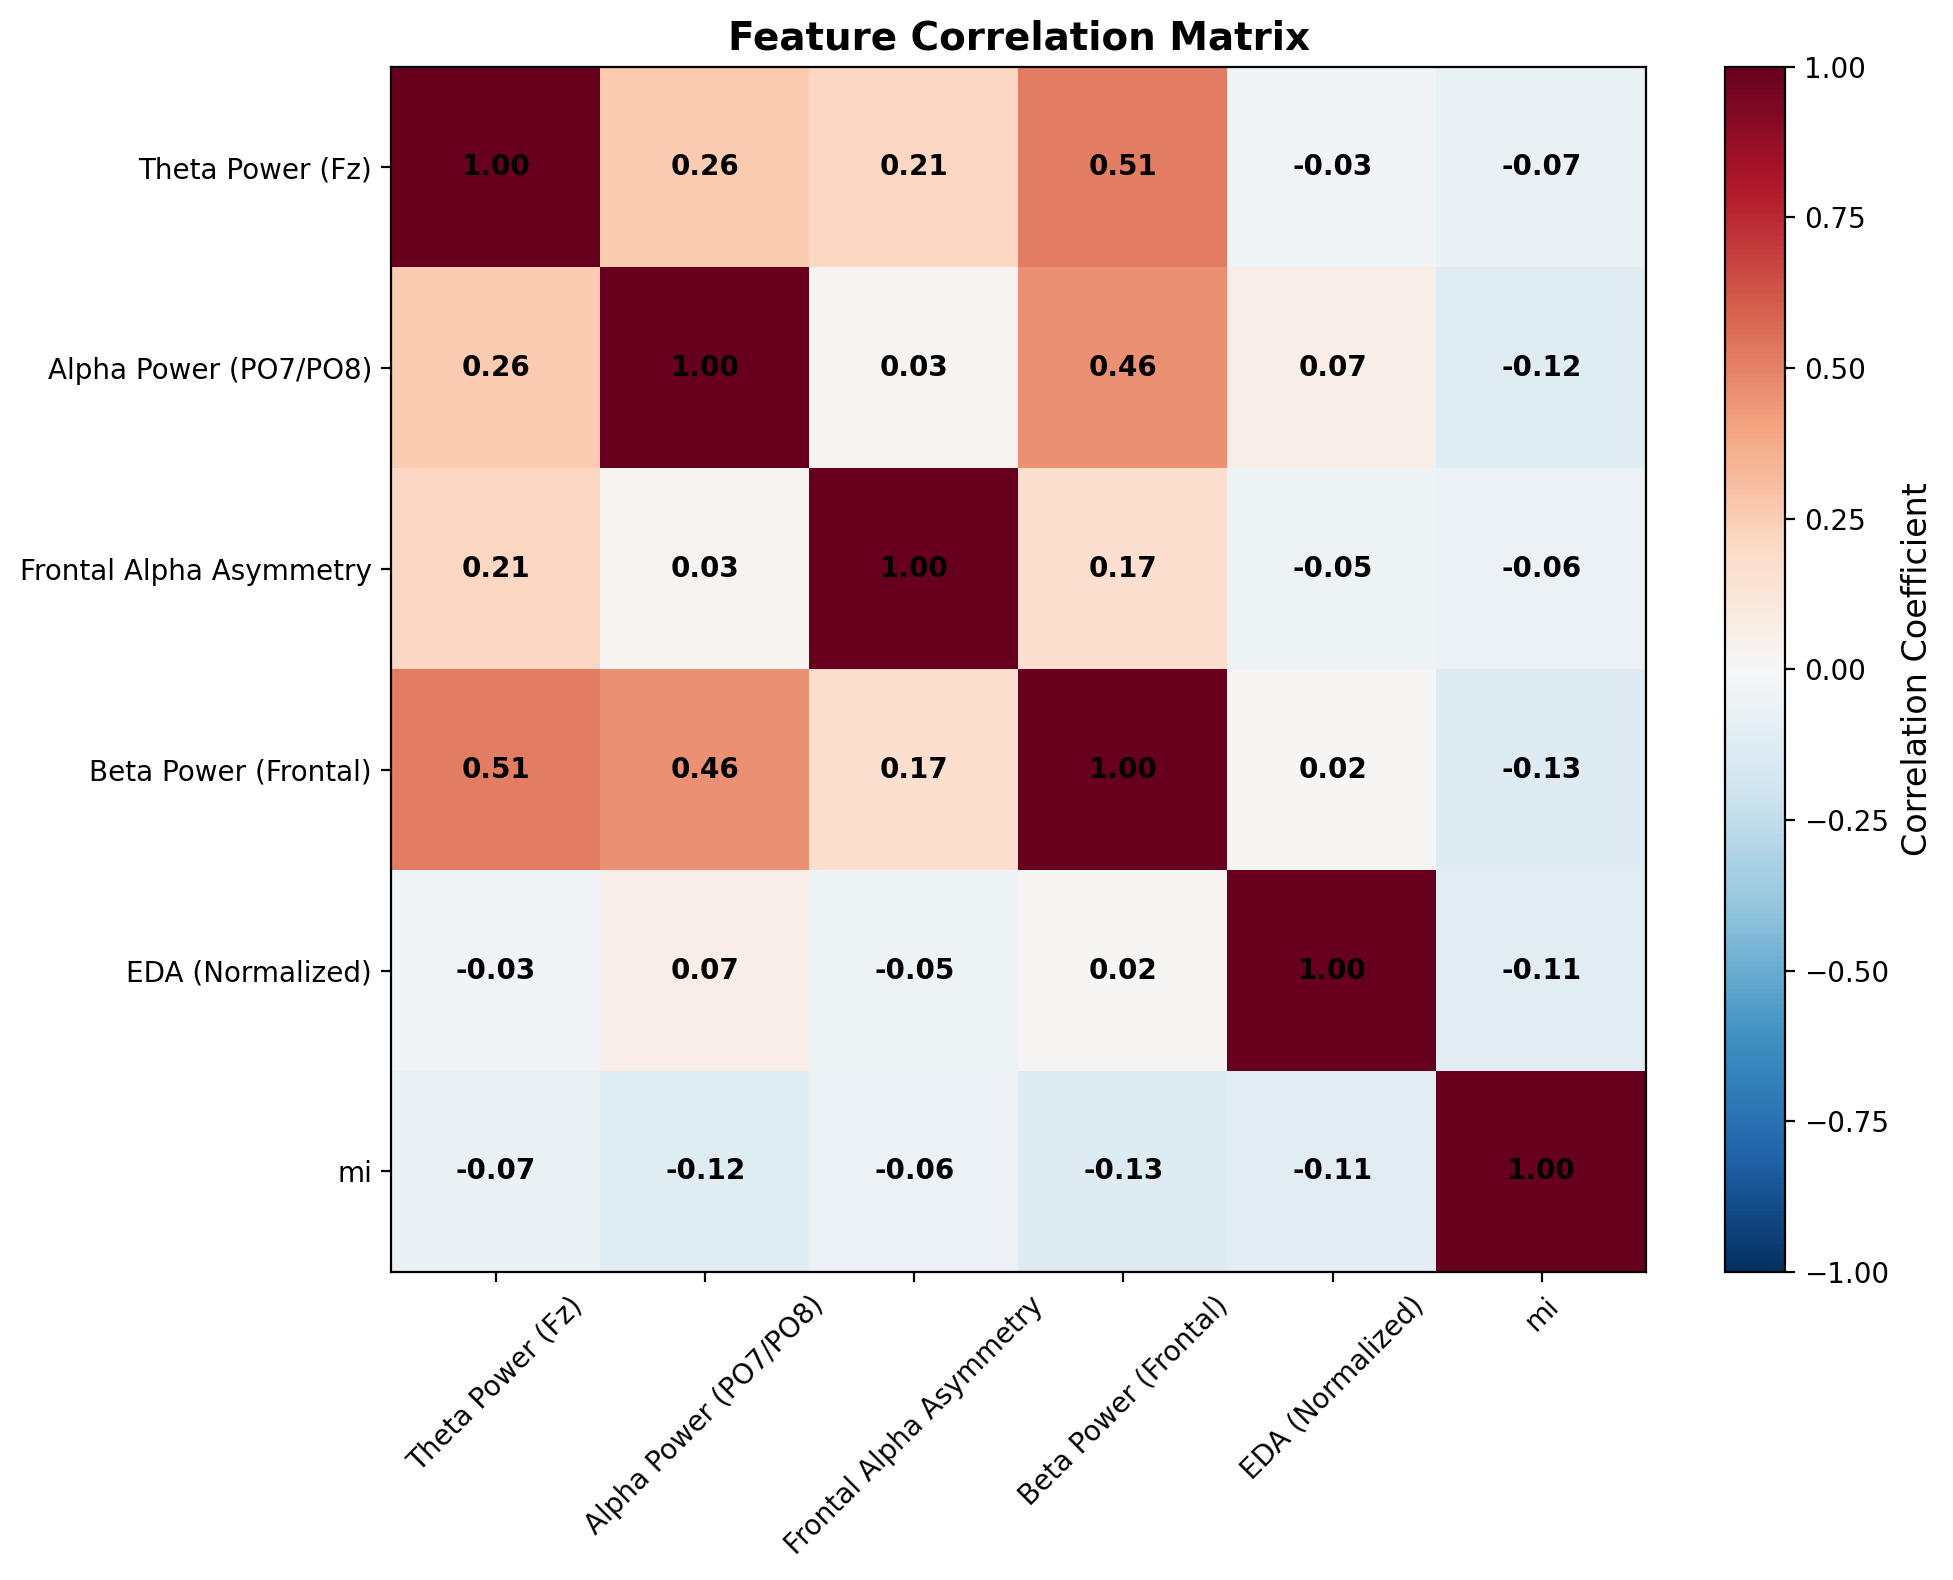 Feature Correlation Matrix
Theta Power (Fz) 1.00 0.26 0.21 0.51 -0.03 -0.07
Alpha Power (PO7/PO8) 0.26 1.00 0.03 0.46 0.07 -0.12
Frontal Alpha Asymmetry 0.21 0.03 1.00 0.17 -0.05 -0.06
Beta Power (Frontal) 0.51 0.46 0.17 1.00 0.02 -0.13
EDA (Normalized) -0.03 0.07 -0.05 0.02 1.00 -0.11
mi -0.07 -0.12 -0.06 -0.13 -0.11 1.00
Theta Power (Fz)
Alpha Power (PO7/PO8)
Frontal Alpha Asymmetry
Beta Power (Frontal)
EDA (Normalized)
mi
1.00
0.75
0.50
0.25
0.00
−0.25
−0.50
−0.75
−1.00
Correlation Coefficient